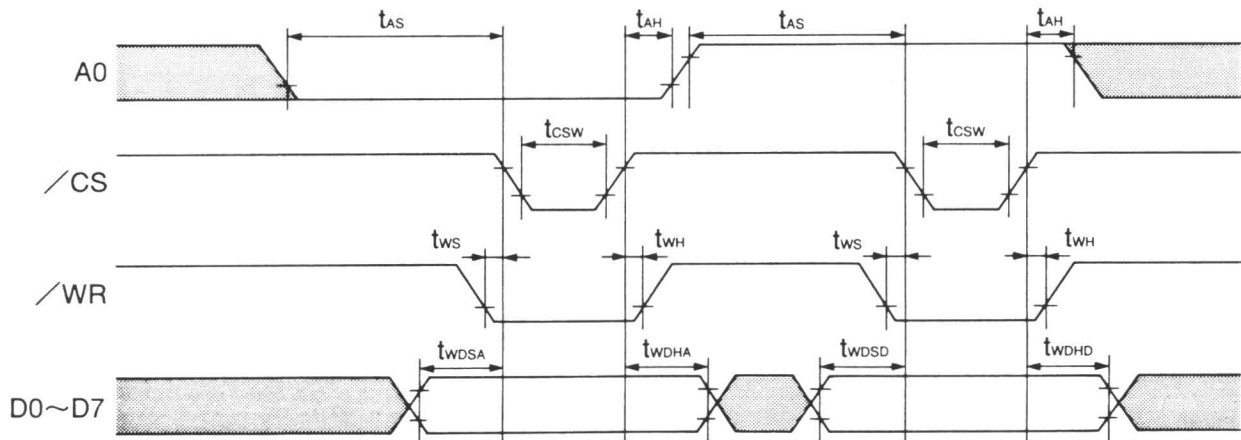 tAS tAH tAS tAH
A0
tCSW tCSW
/CS
tWS tWH tWS tWH
/WR
tWDSA tWDHA tWDSD tWDHD
D0~D7